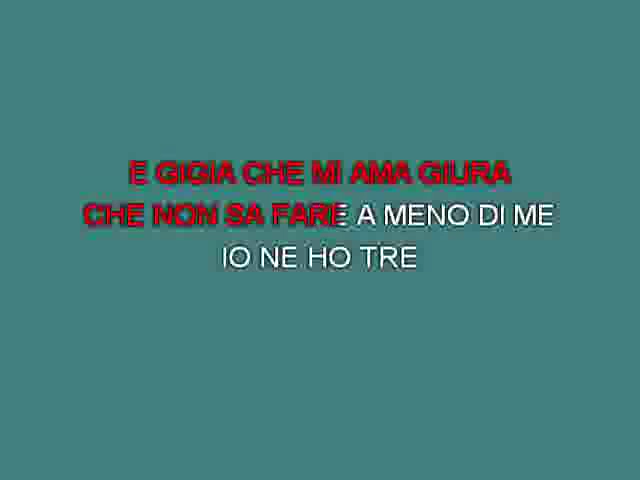 E GIGIA CHE MI AMA GIURA
CHE NON SA FARE A MENO DI ME
IO NE HO TRE